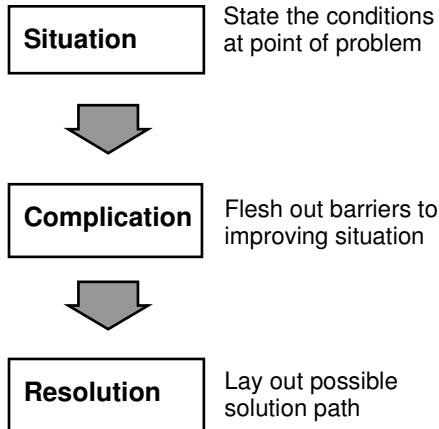 Situation
State the conditions
at point of problem
Complication
Flesh out barriers to
improving situation
Resolution
Lay out possible
solution path